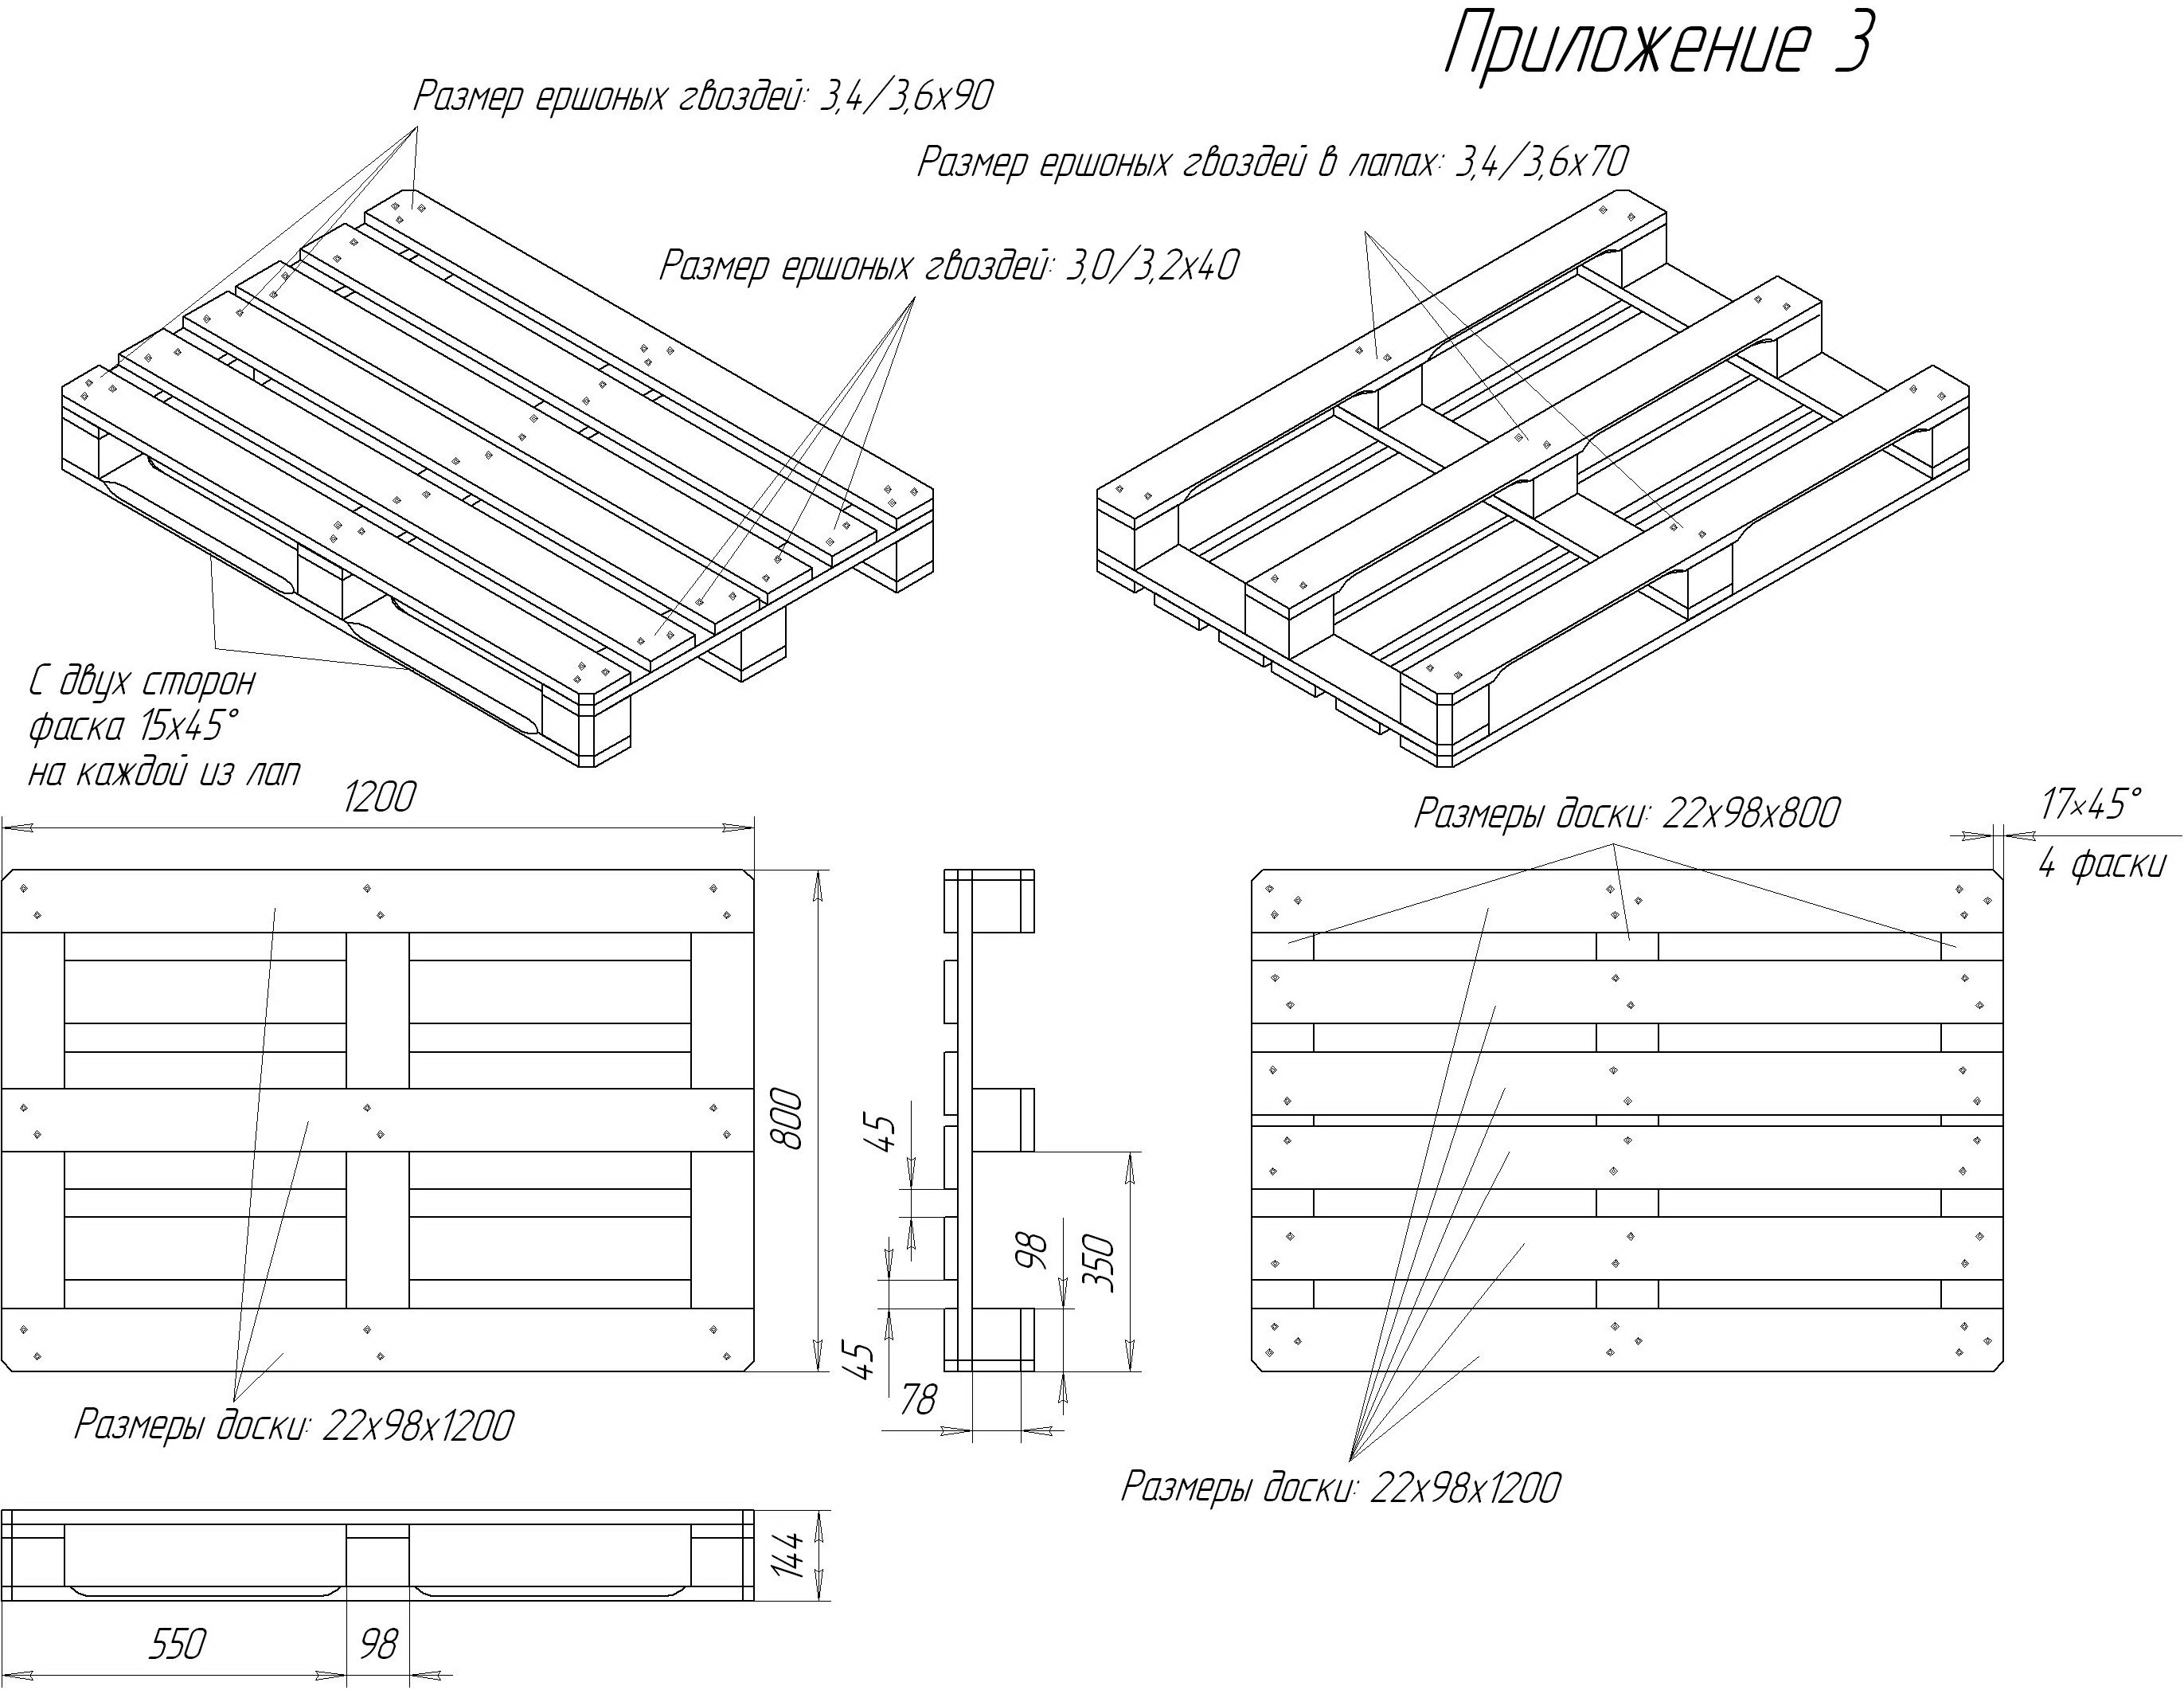 Приложение 3
Размер ершоных гвоздей: 3,4/3,6х90
Размер ершоных гвоздей в лапах: 3,4/3,6х70
Размер ершоных гвоздей: 3,0/3,2х40
С двух сторон
фаска 15х45°
на каждой из лап
1200
Размеры доски: 22х98х800
17×45°
4 фаски
800
45
98
350
45
78
Размеры доски: 22х98х1200
Размеры доски: 22х98х1200
144
550
98